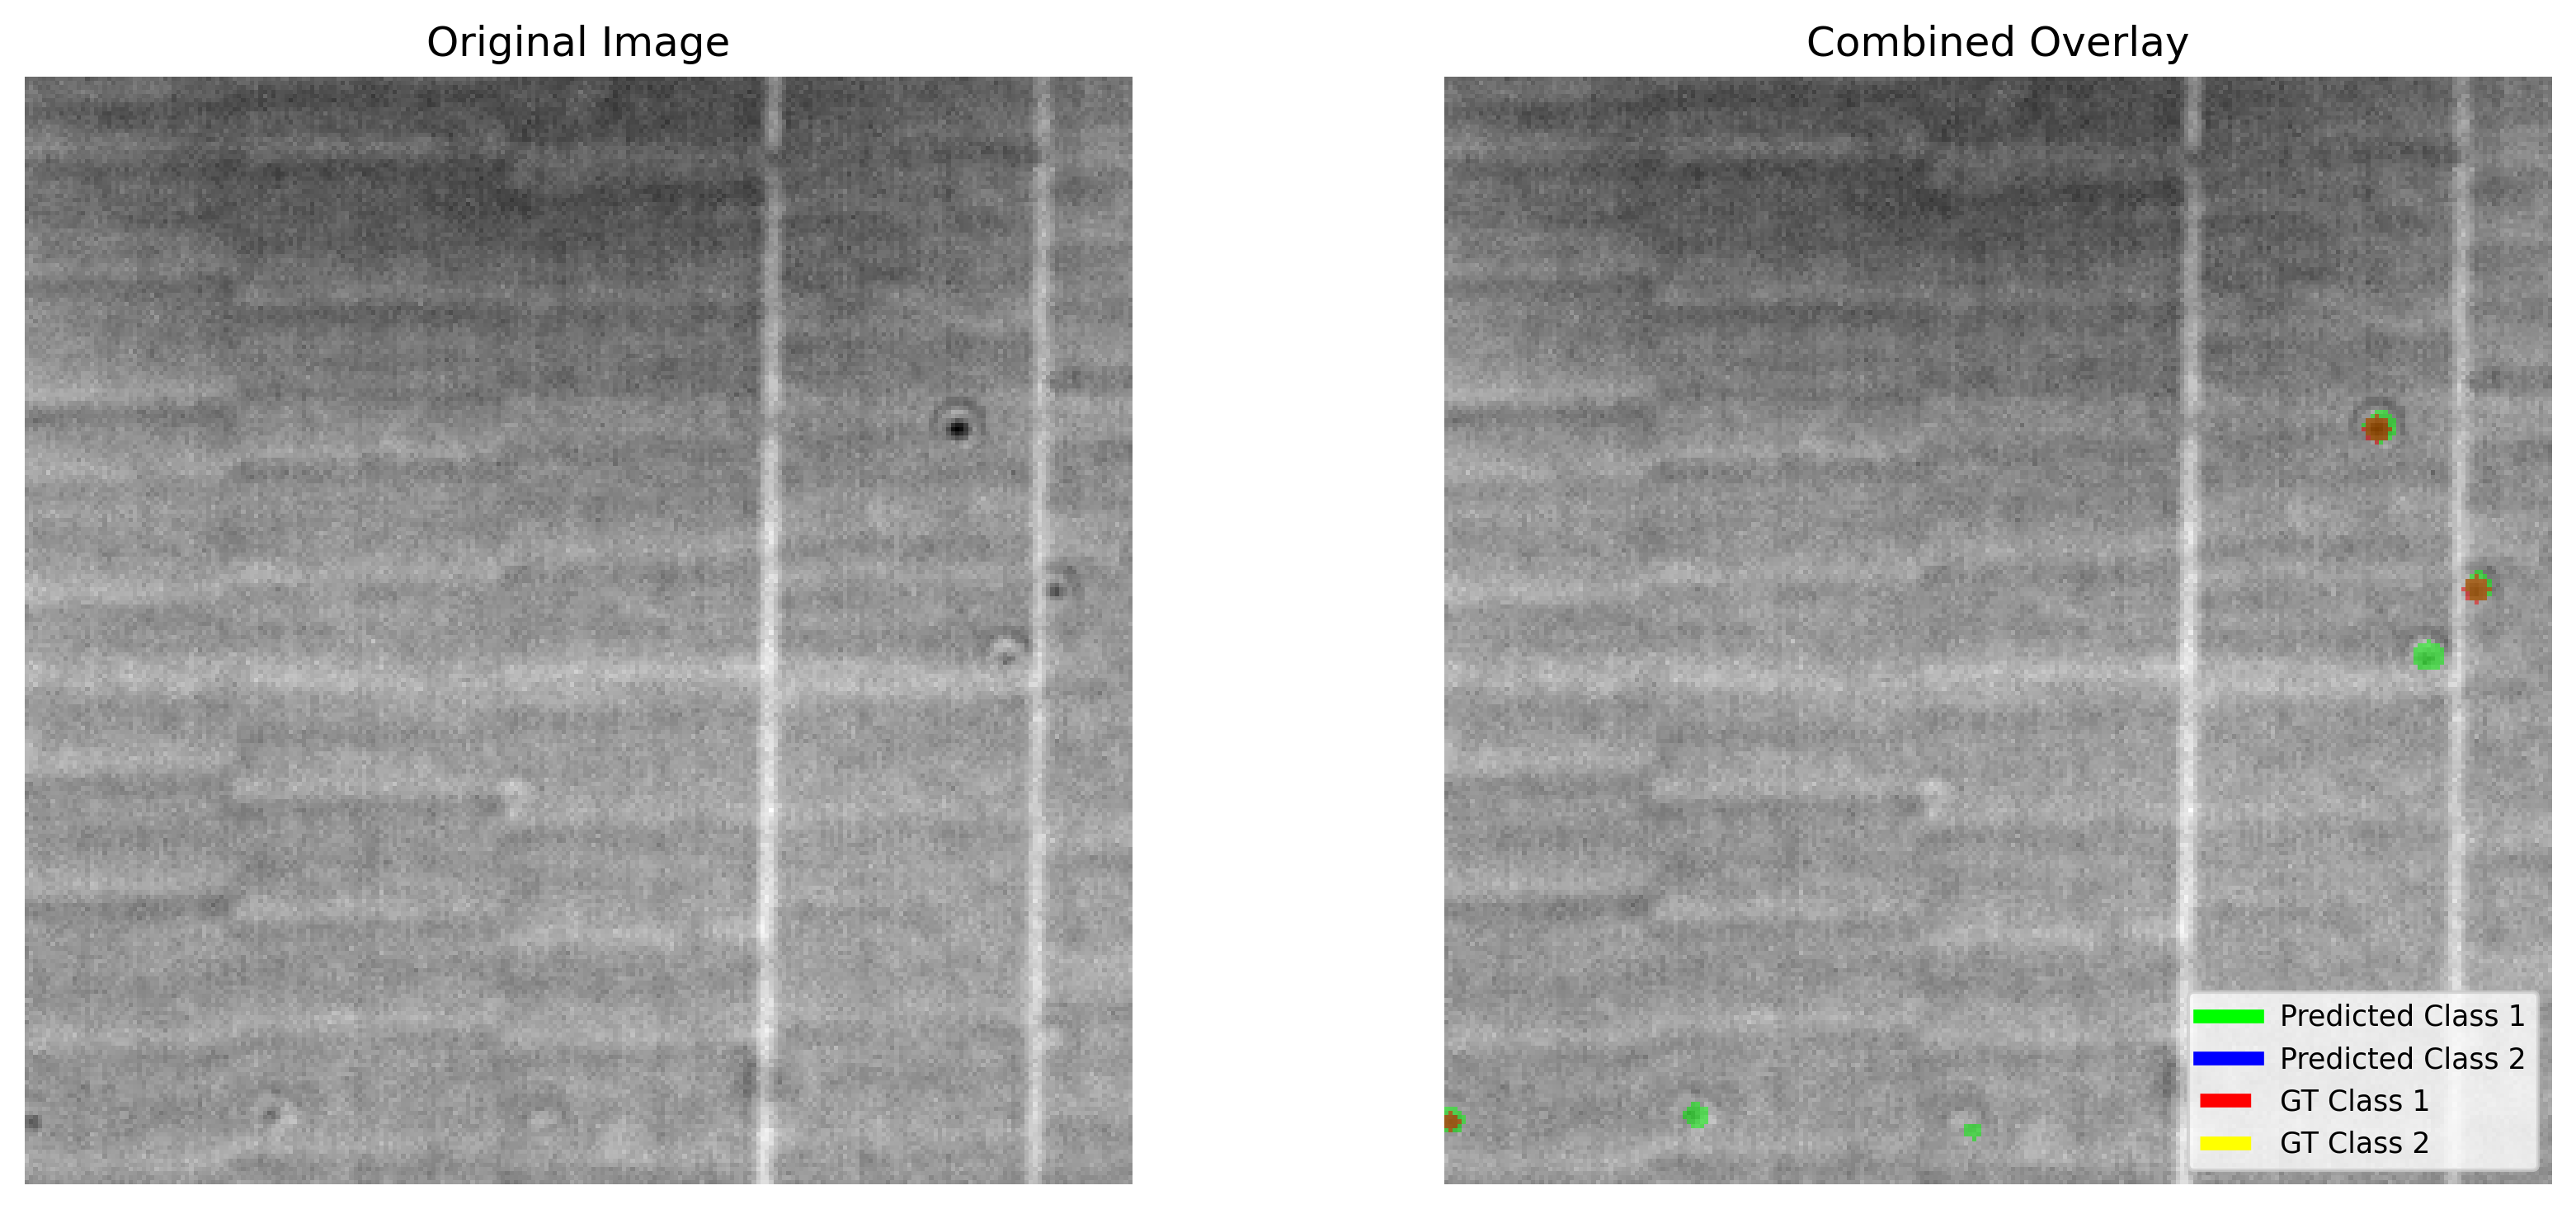 Original Image
Combined Overlay
Predicted Class 1
Predicted Class 2
GT Class 1
GT Class 2